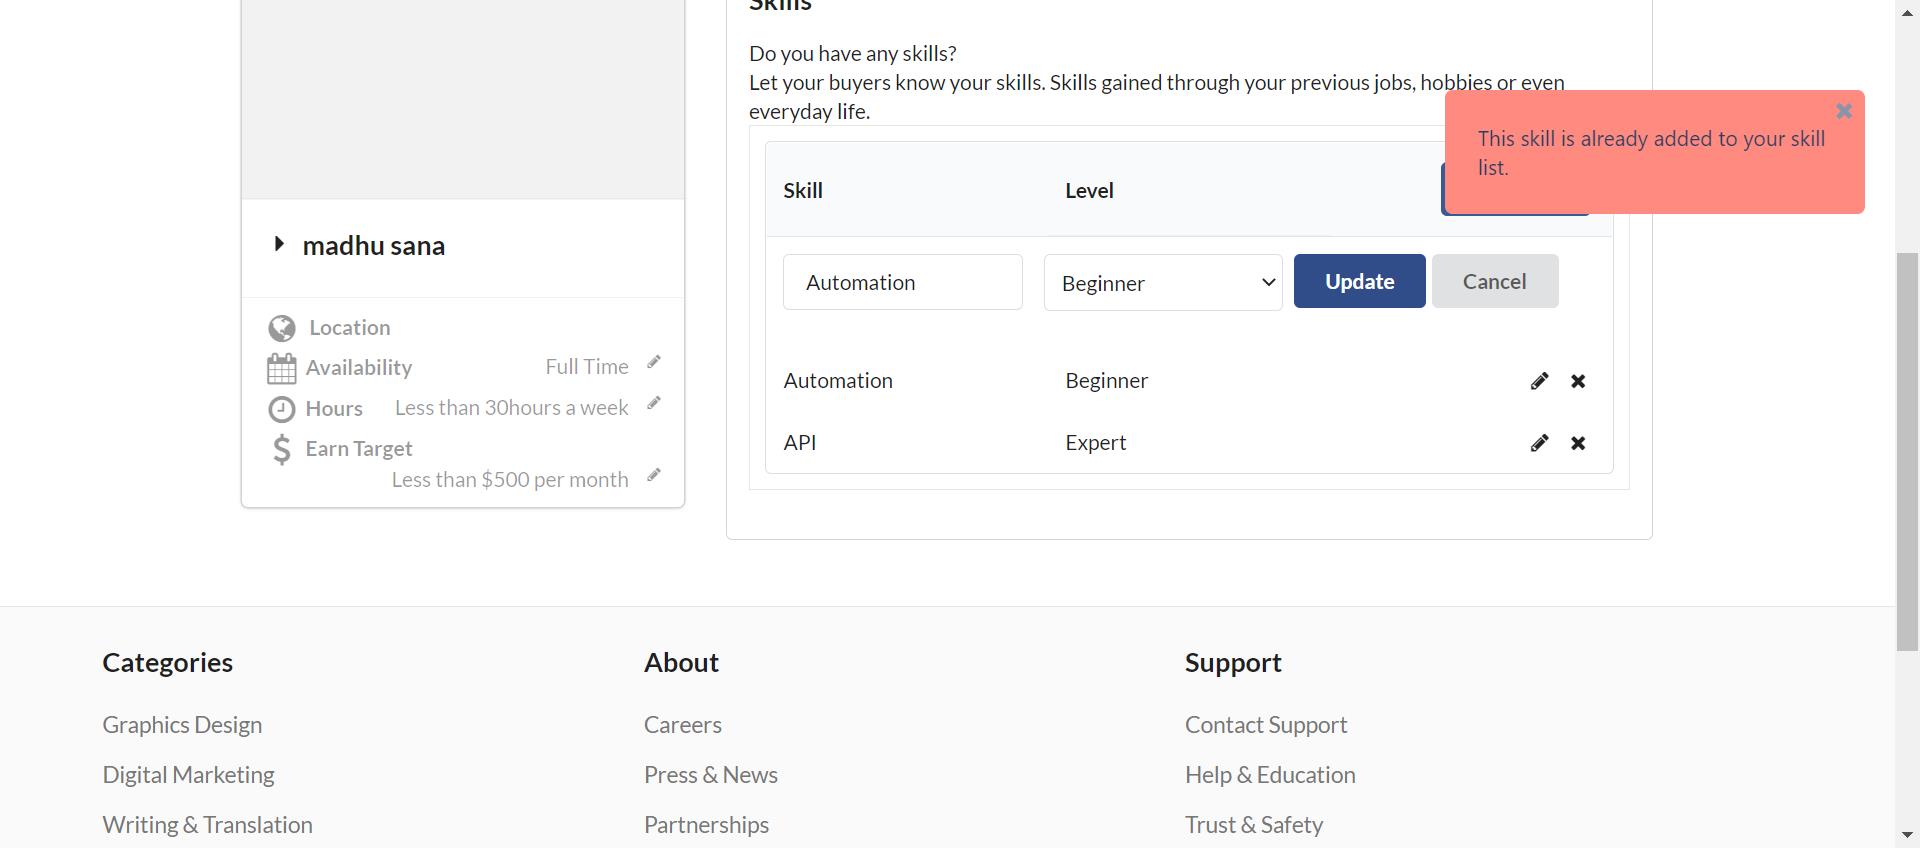 Skills
Do you have any skills?
Let your buyers know your skills. Skills gained through your previous jobs, hobbies or even
everyday life.
This skill is already added to your skill
list.
Skill Level
Automation Beginner Update Cancel
Automation Beginner
API Expert
madhu sana
Location
Availability Full Time
Hours Less than 30hours a week
Earn Target
Less than $500 per month
Categories
Graphics Design
Digital Marketing
Writing & Translation
About
Careers
Press & News
Partnerships
Support
Contact Support
Help & Education
Trust & Safety